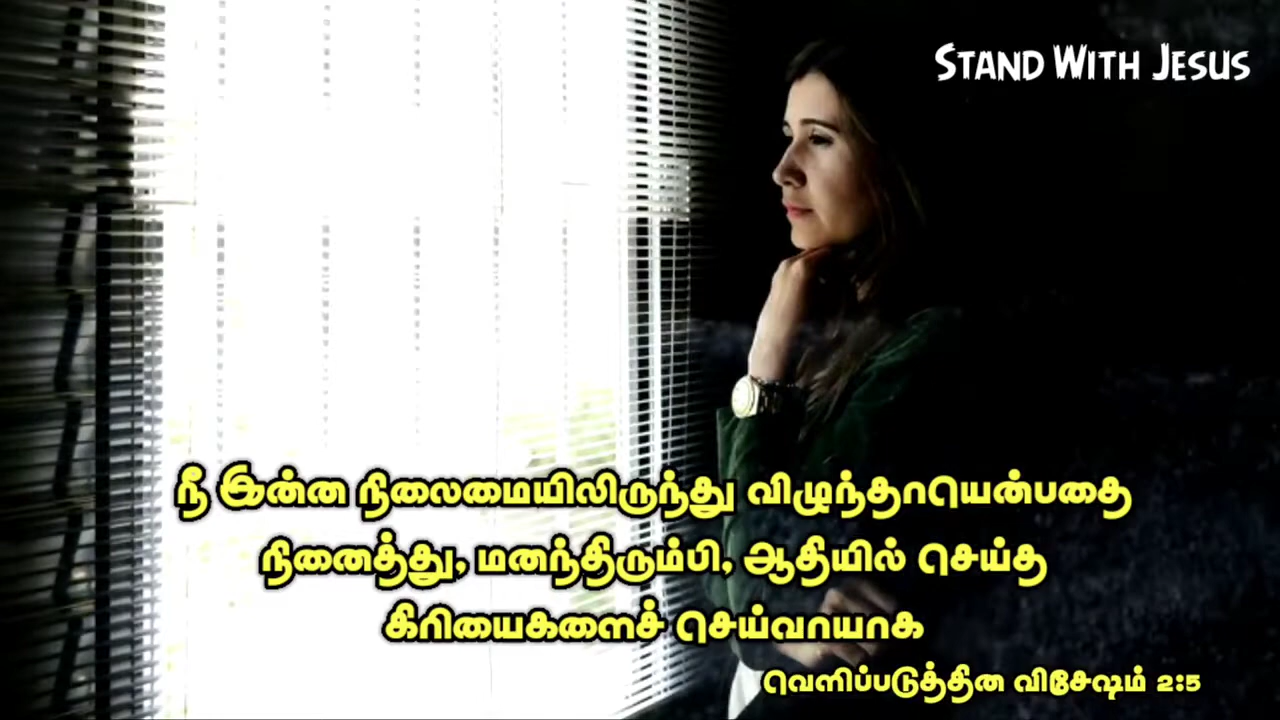 STAND WITH JESUS
நீ இன்ன நிலைமையிலிருந்து விழுந்தாயென்பதை
நினைத்து, மனந்திரும்பி, ஆதியில் செய்த
கிரியைகளைச் செய்வாயாக
வெளிப்படுத்தின விசேஷம் 2:5